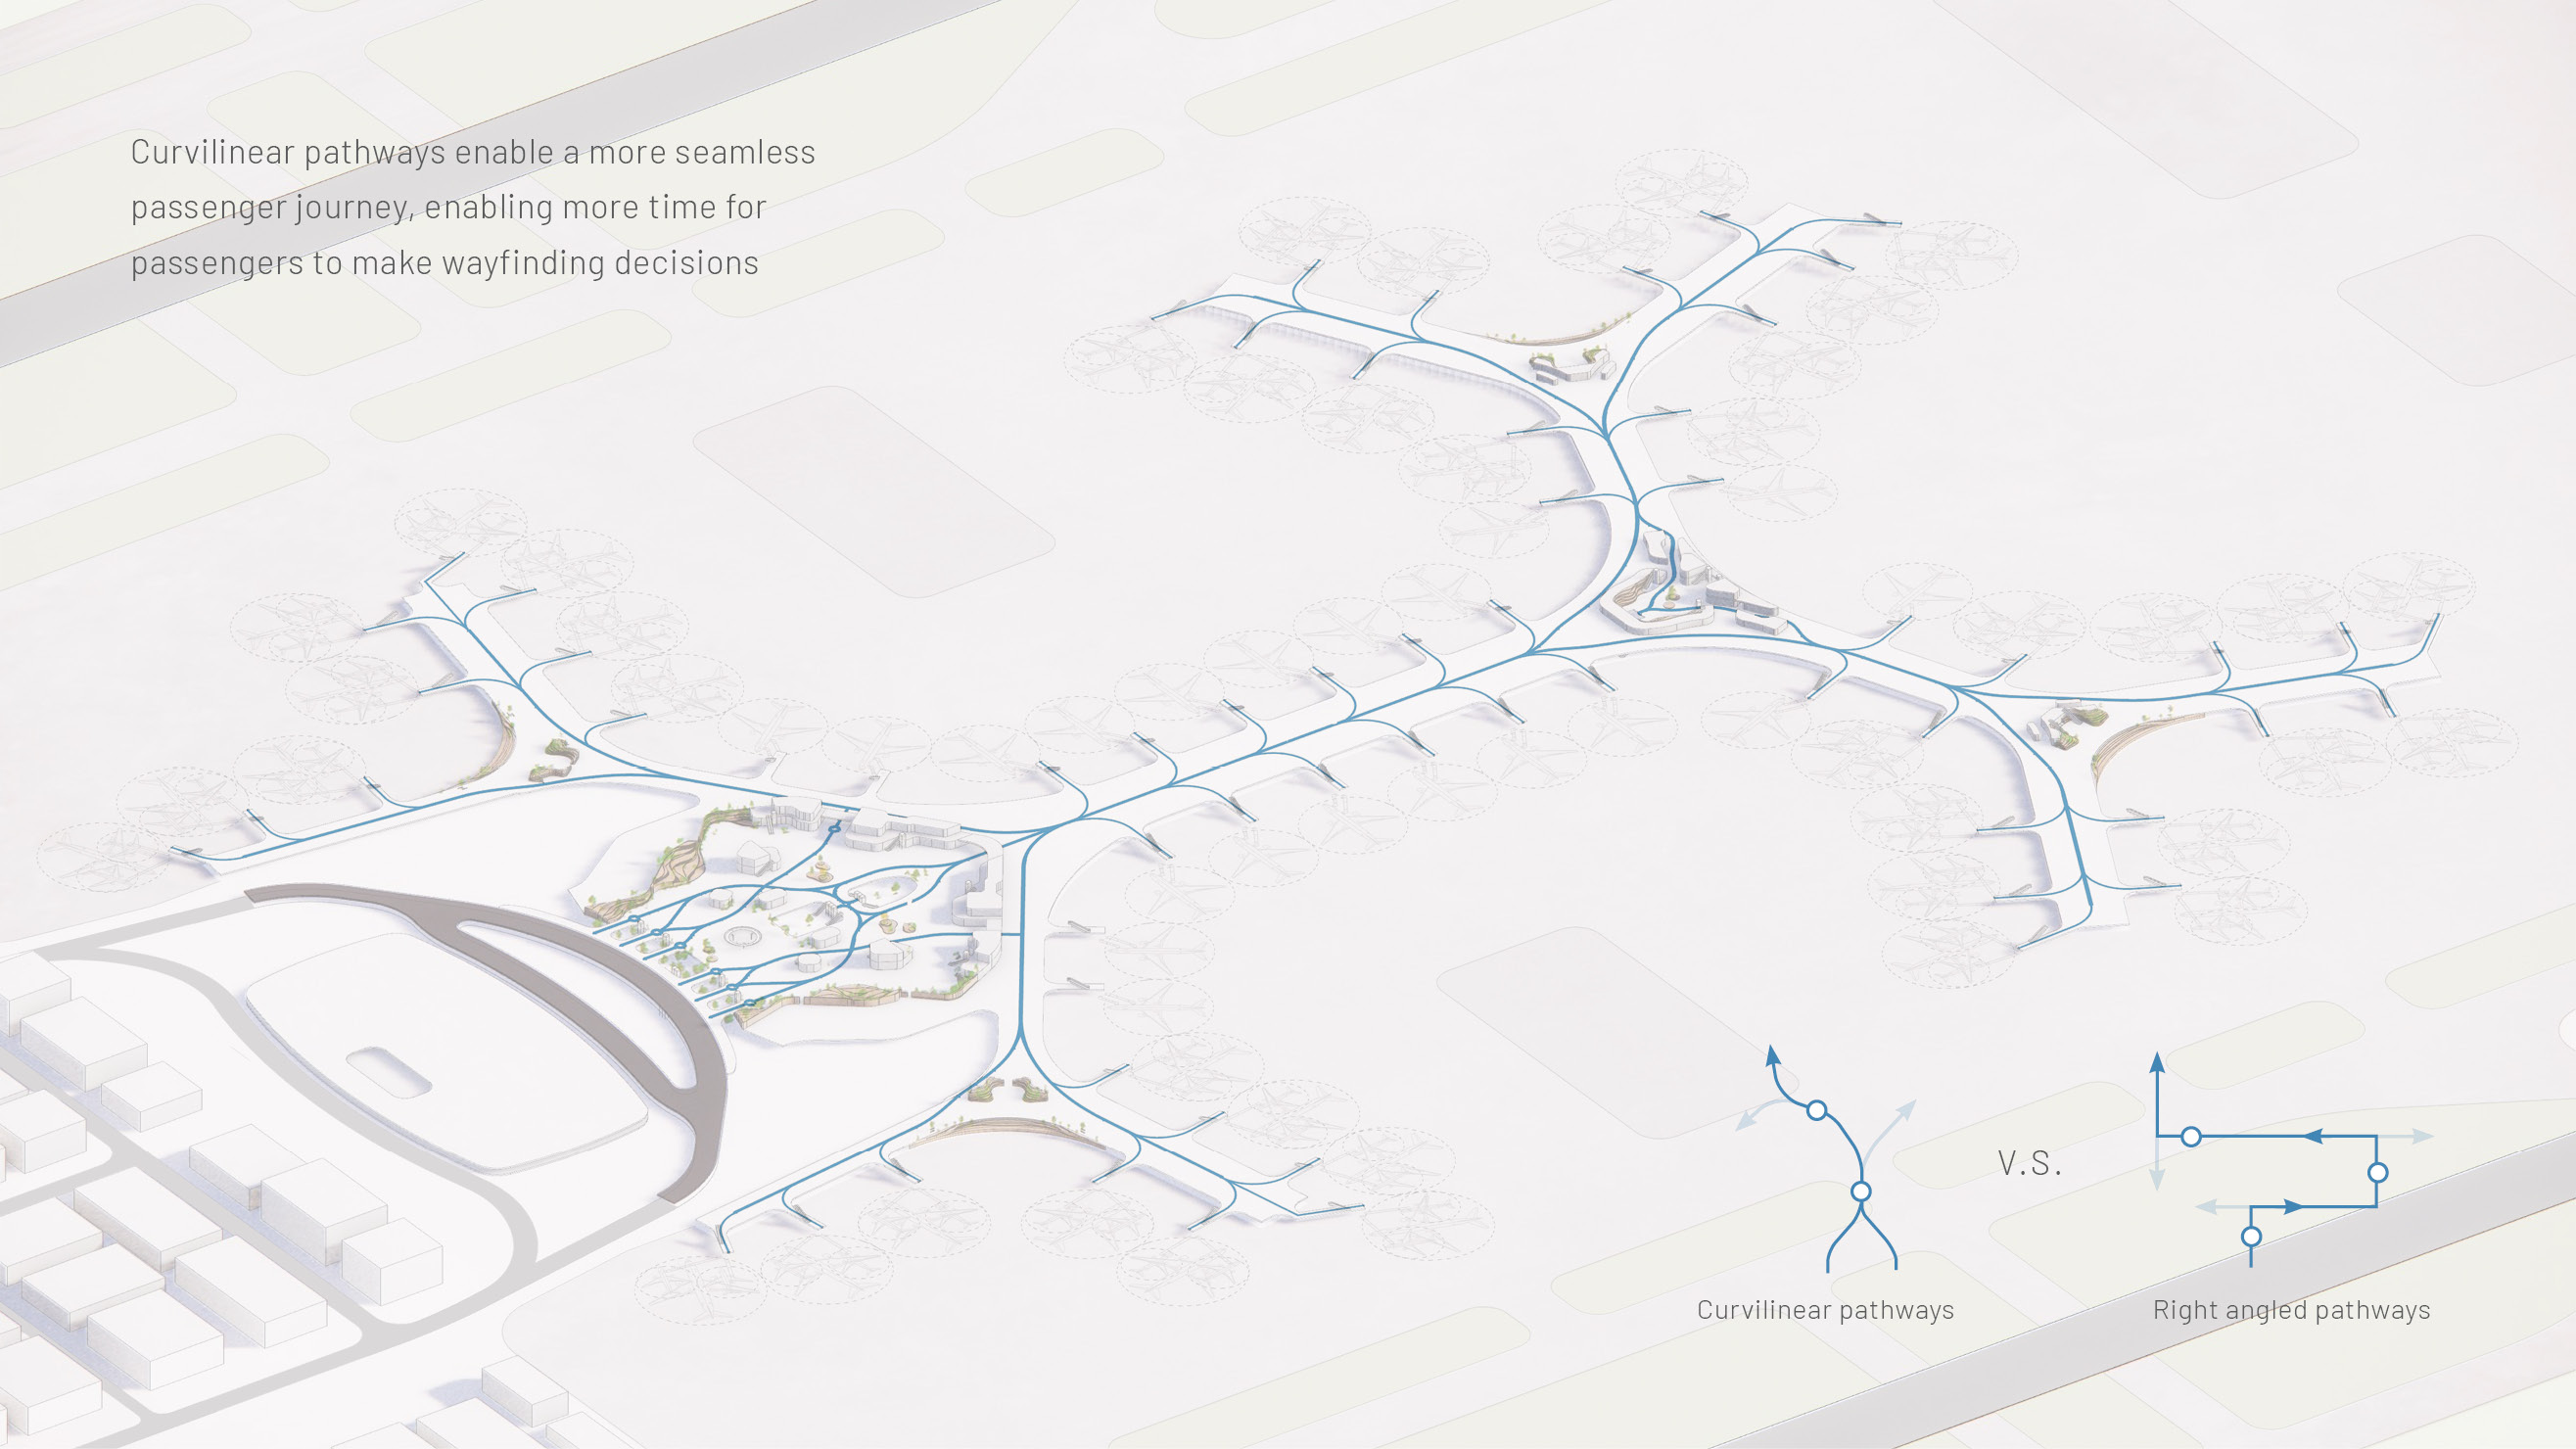 Curvilinear pathways enable a more seamless
passenger journey, enabling more time for
passengers to make wayfinding decisions
V.S.
Curvilinear pathways
Right angled pathways